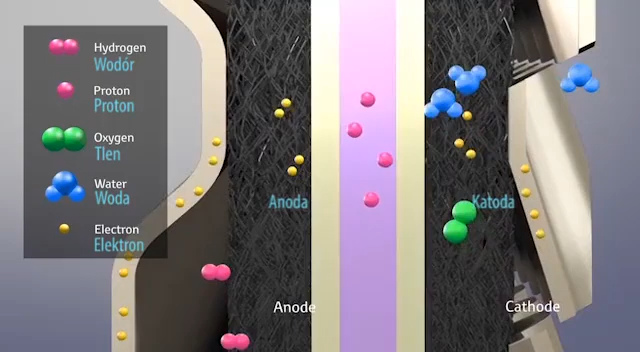 Hydrogen
Wodór
Proton
Proton
Oxygen
Tlen
Water
Woda
Electron
Elektron
Anoda
Katoda
Anode
Cathode